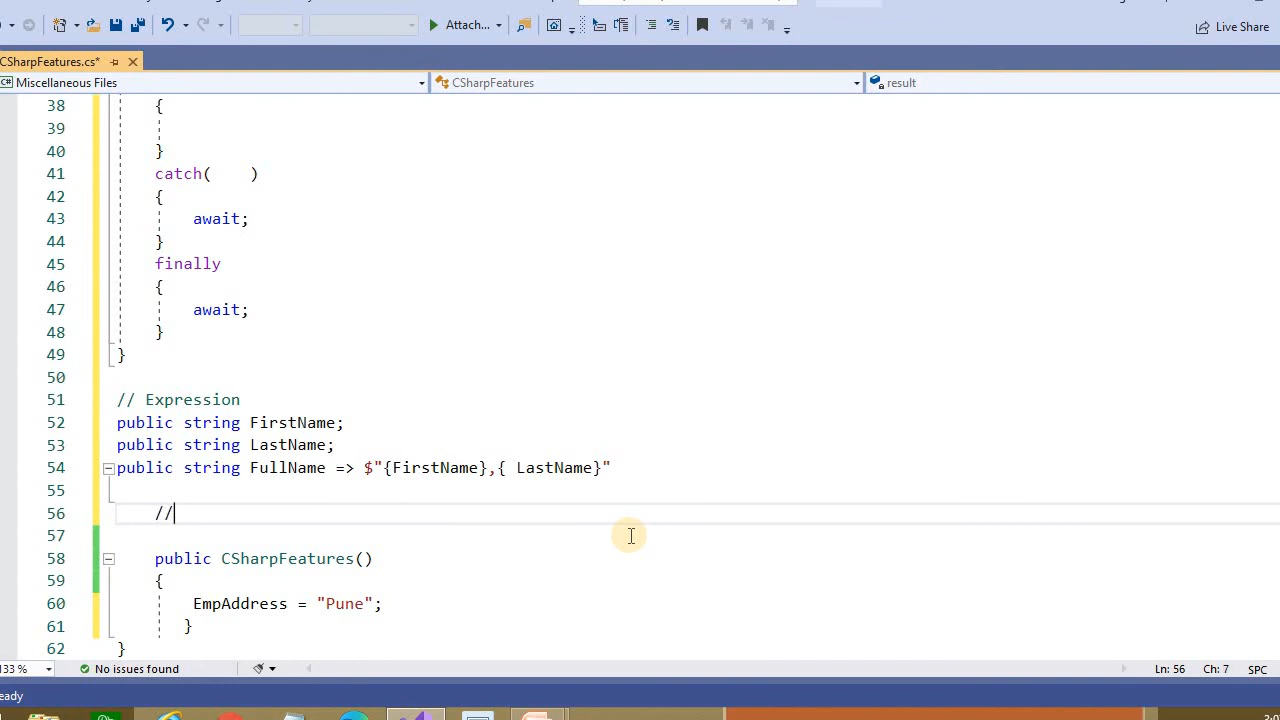 Attach...
Live Share
CSharpFeatures.cs*
Miscellaneous Files
CSharpFeatures
result
38 {
39
40 }
41 catch(    )
42 {
43 await;
44 }
45 finally
46 {
47 await;
48 }
49 }
50
51 // Expression
52 public string FirstName;
53 public string LastName;
54 public string FullName => $"{FirstName},{ LastName}"
55
56 //
57
58 public CSharpFeatures()
59 {
60 EmpAddress = "Pune";
61 }
62 }
133 %
No issues found
Ln: 56
Ch: 7
SPC
eady